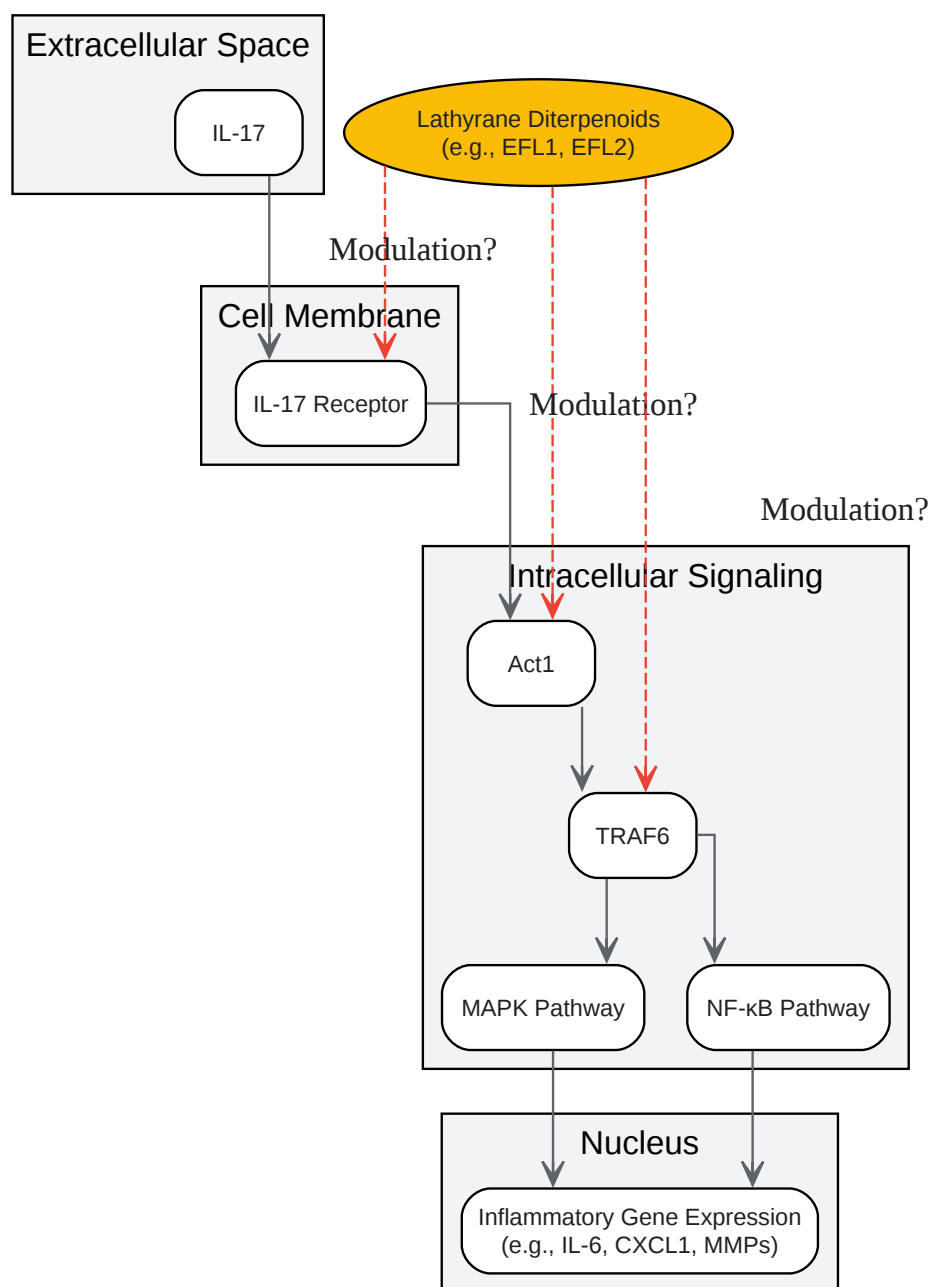 Extracellular Space
IL-17
Lathyrane Diterpenoids
(e.g., EFL1, EFL2)
Modulation?
Cell Membrane
IL-17 Receptor
Modulation?
Modulation?
Intracellular Signaling
Act1
TRAF6
MAPK Pathway
NF-κB Pathway
Nucleus
Inflammatory Gene Expression
(e.g., IL-6, CXCL1, MMPs)